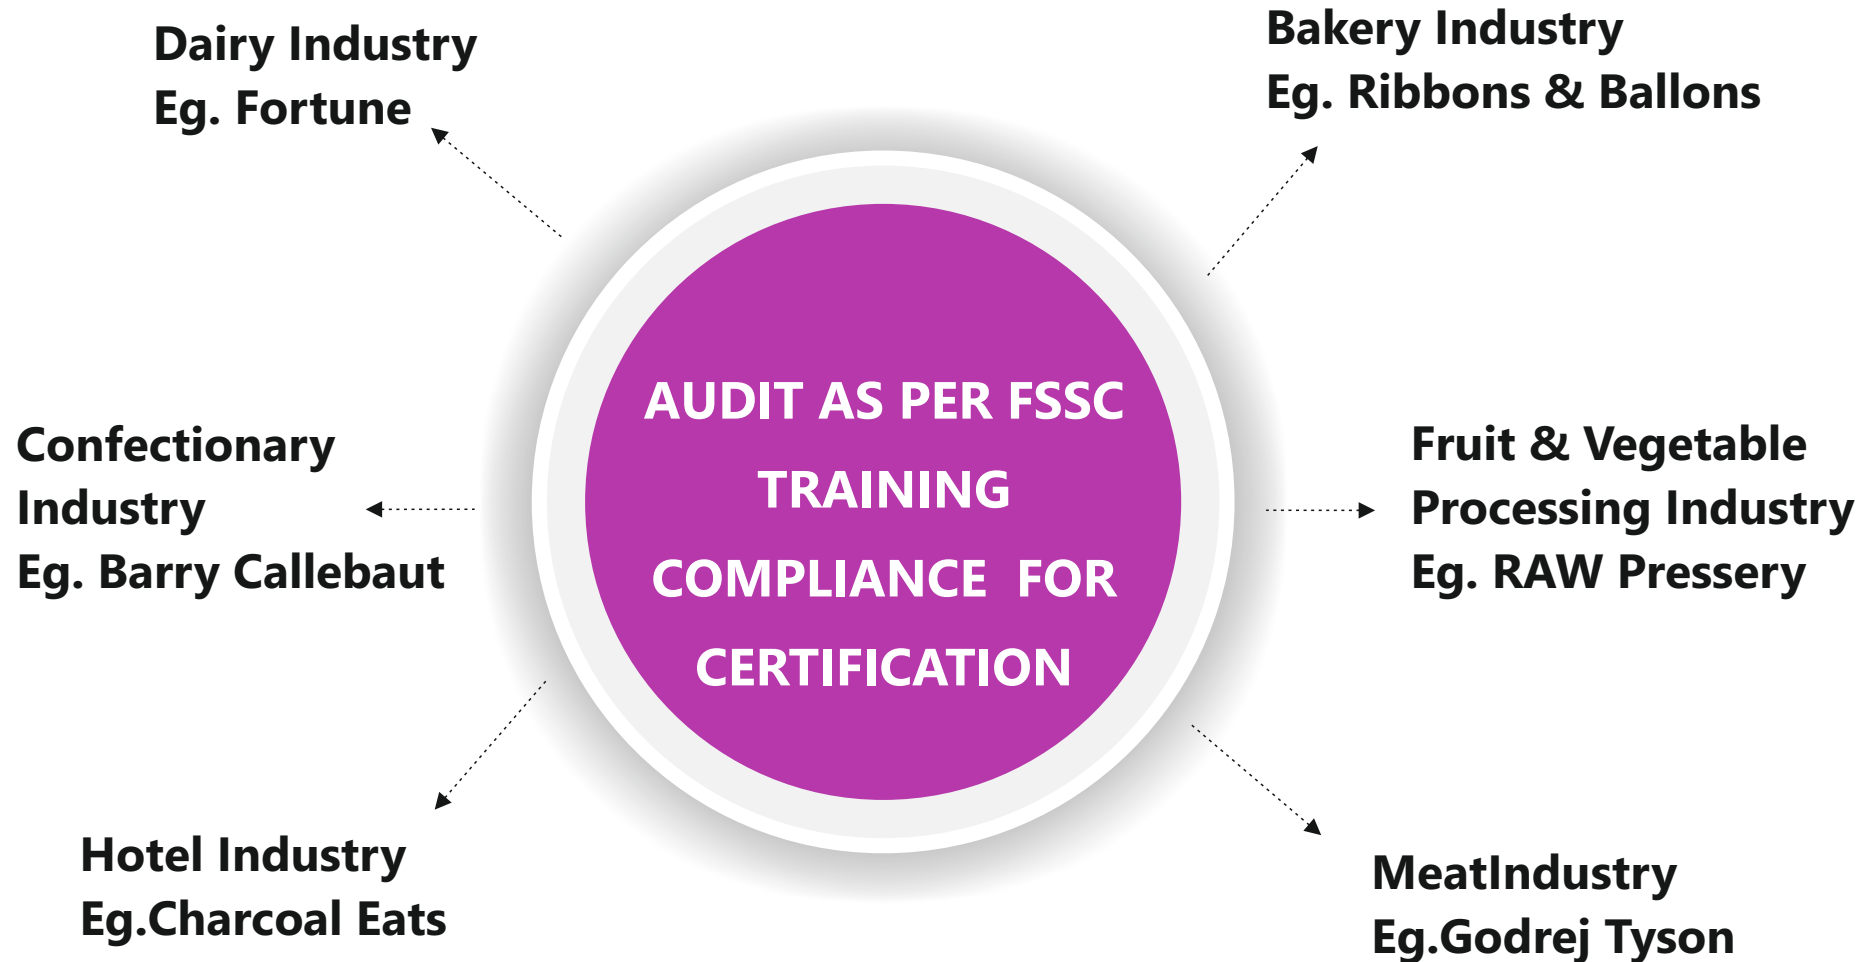 Dairy Industry
Eg. Fortune
Bakery Industry
Eg. Ribbons & Ballons
AUDIT AS PER FSSC
TRAINING
COMPLIANCE FOR
CERTIFICATION
Confectionary
Industry
Eg. Barry Callebaut
Fruit & Vegetable
Processing Industry
Eg. RAW Pressery
Hotel Industry
Eg.Charcoal Eats
MeatIndustry
Eg.Godrej Tyson